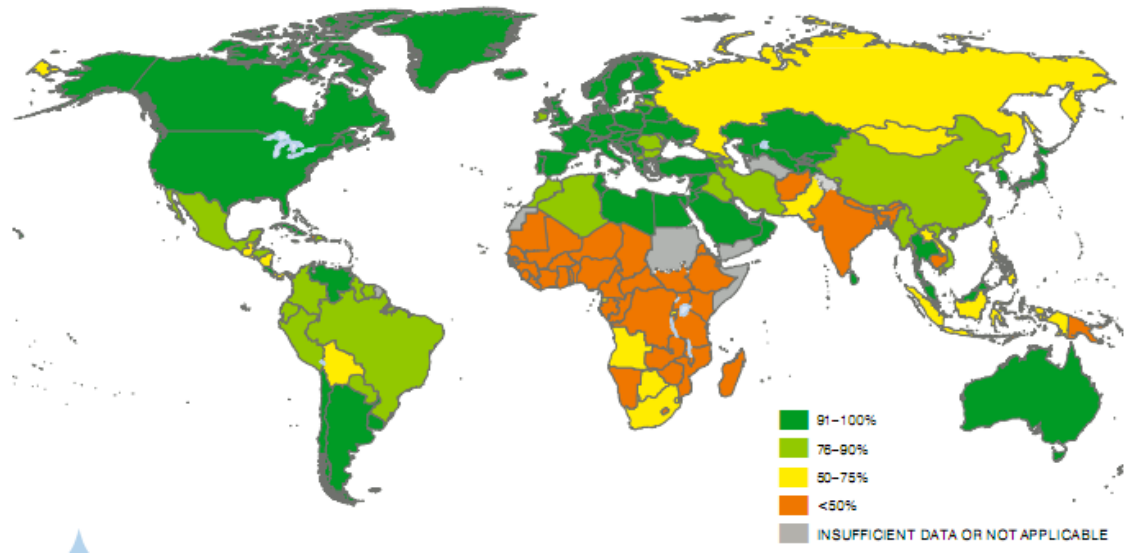 91–100%
76–90%
50–75%
<50%
INSUFFICIENT DATA OR NOT APPLICABLE